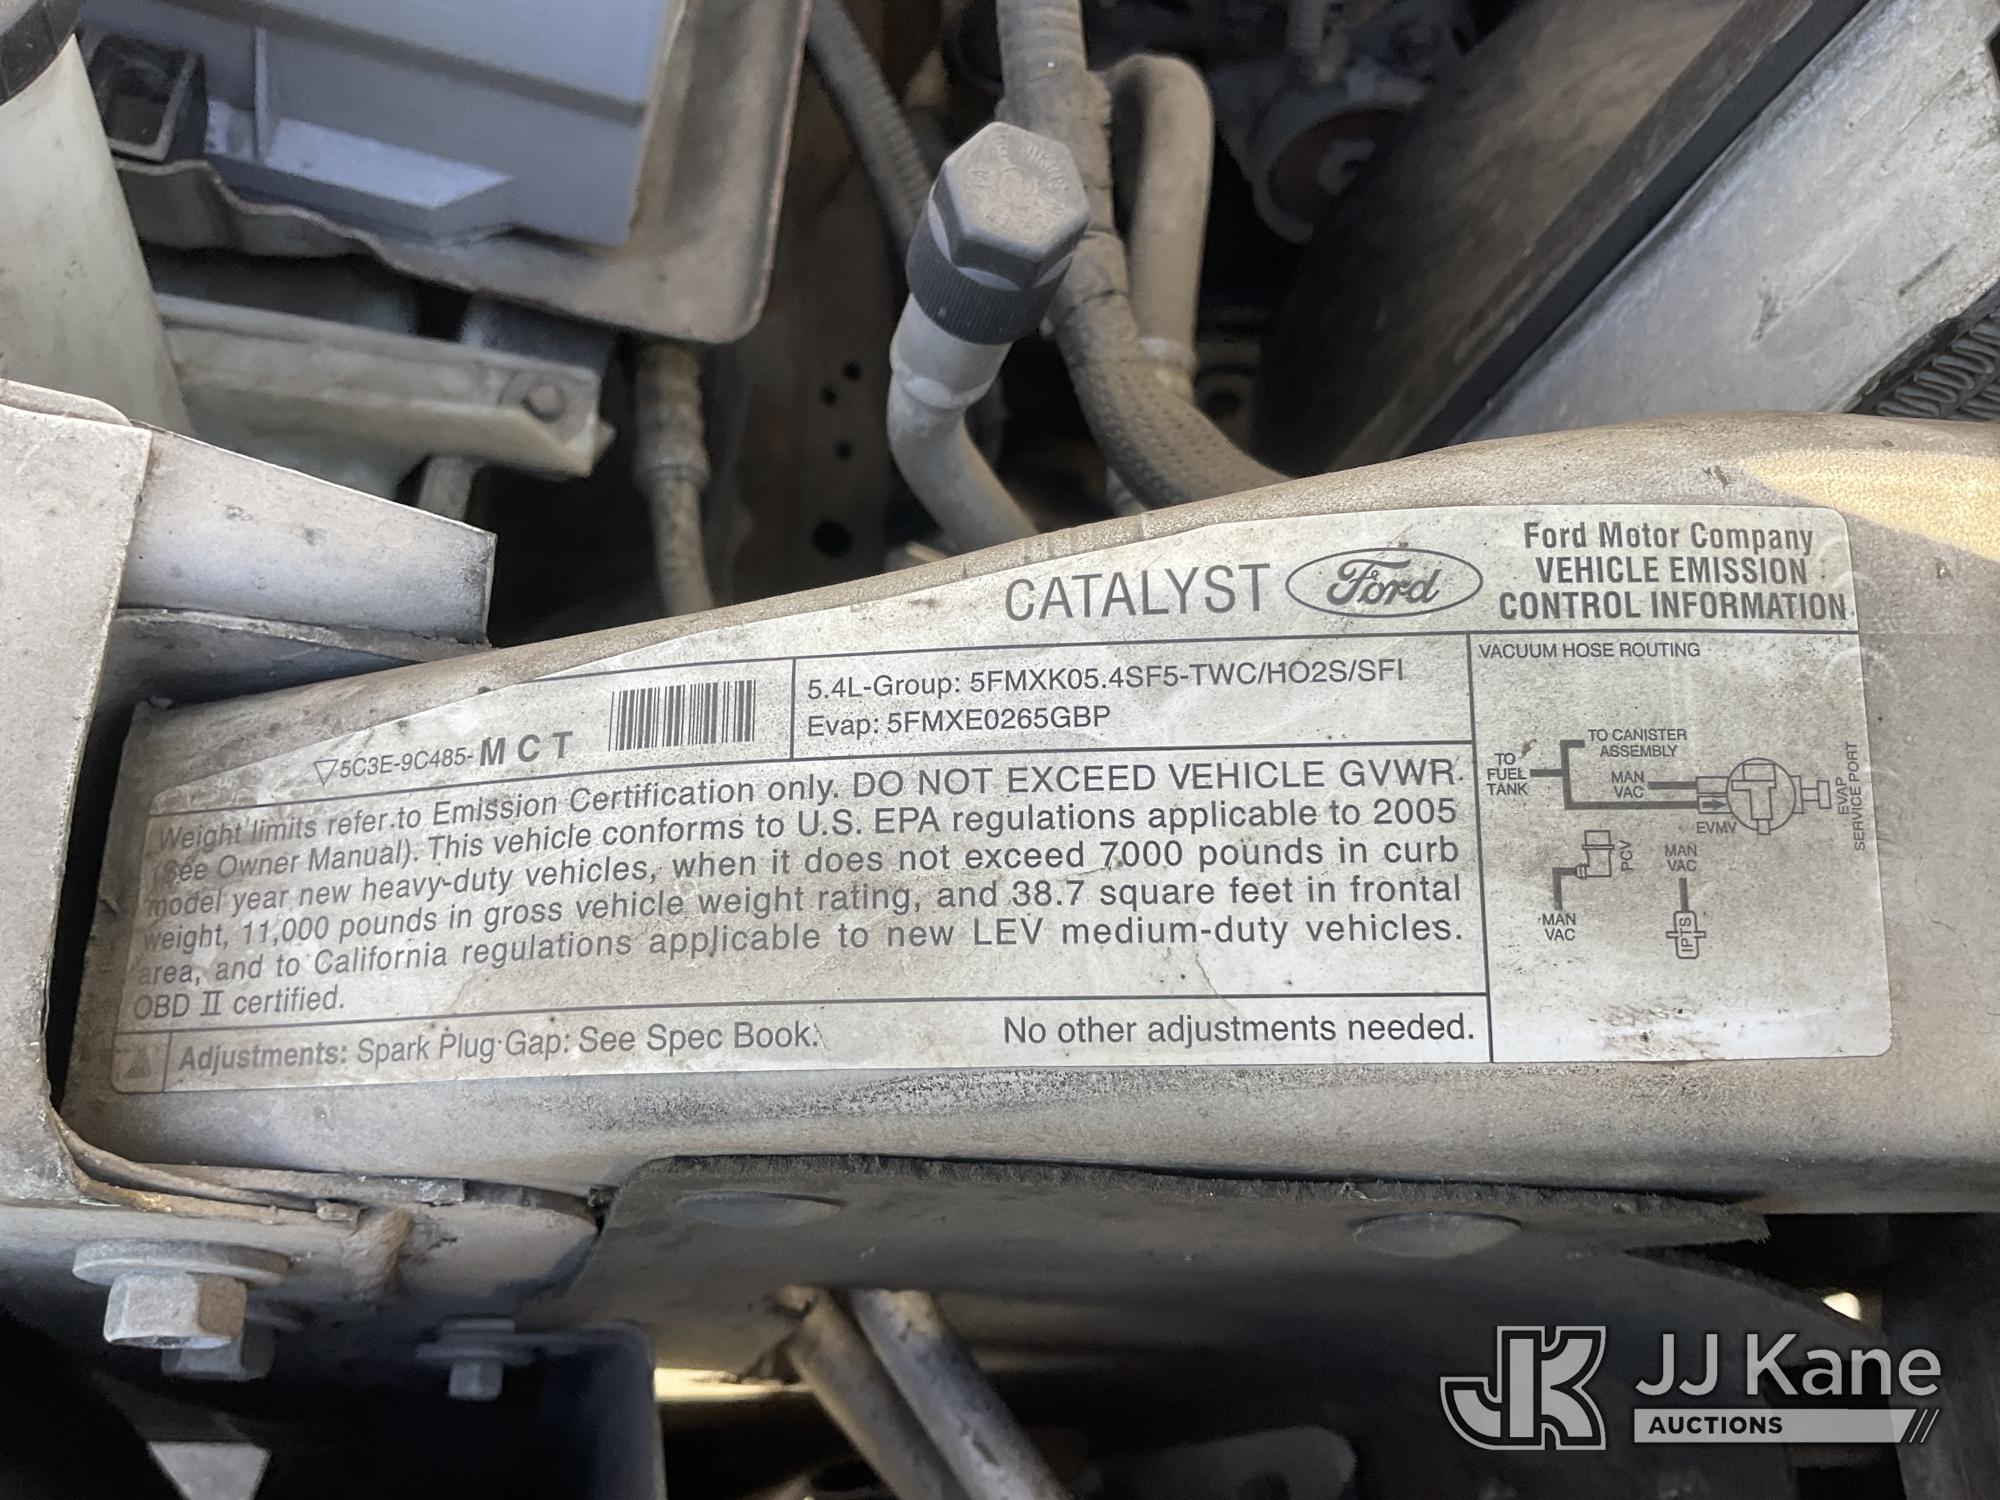 CATALYST
Ford
Ford Motor Company
VEHICLE EMISSION
CONTROL INFORMATION
5C3E-9C485-MCT
5.4L-Group: 5FMXK05.4SF5-TWC/HO2S/SFI
Evap: 5FMXE0265GBP
Weight limits refer to Emission Certification only. DO NOT EXCEED VEHICLE GVWR
(See Owner Manual). This vehicle conforms to U.S. EPA regulations applicable to 2005
model year new heavy-duty vehicles, when it does not exceed 7000 pounds in curb
weight, 11,000 pounds in gross vehicle weight rating, and 38.7 square feet in frontal
area, and to California regulations applicable to new LEV medium-duty vehicles.
OBD II certified.
Adjustments: Spark Plug Gap: See Spec Book. No other adjustments needed.
VACUUM HOSE ROUTING
TO CANISTER
ASSEMBLY
TO
FUEL
TANK
MAN
VAC
EVMV
EVAP
SERVICE PORT
PCV
MAN
VAC
MAN
VAC
IPTS
JK
JJ Kane
AUCTIONS